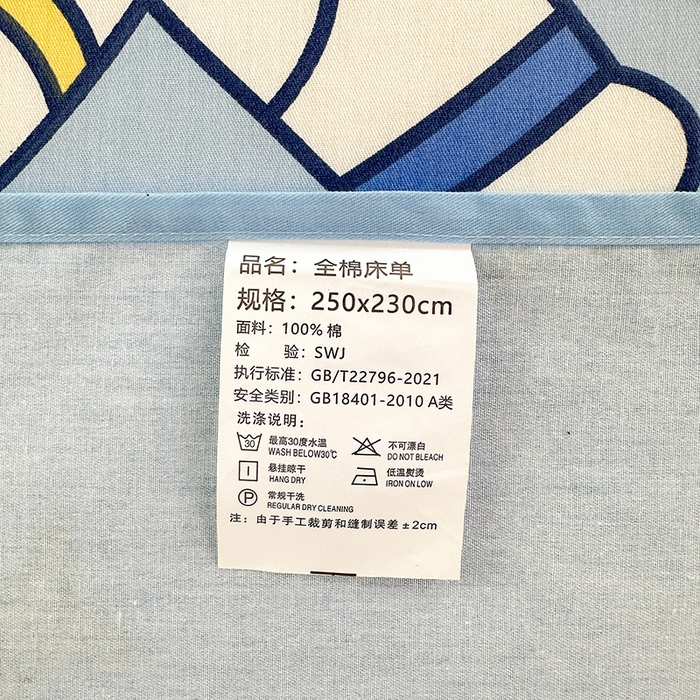 品名：全棉床单
规格：250x230cm
面料：100% 棉
检 验：SWJ
执行标准：GB/T22796-2021
安全类别：GB18401-2010 A类
洗涤说明：
30 最高30度水温 不可漂白
WASH BELOW30℃ DO NOT BLEACH
悬挂晾干 低温熨烫
HANG DRY IRON ON LOW
P 常规干洗
REGULAR DRY CLEANING
注：由于手工裁剪和缝制误差±2cm